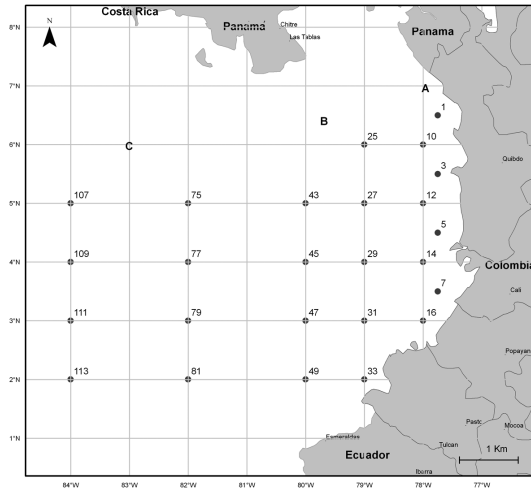 Costa Rica
N
8°N
Panamá
Chitre
Las Tablas
Panama
7°N
A
1
B
6°N
C
25
10
Quibdo
3
5°N
107
75
43
27
12
5
4°N
109
77
45
29
14
Colombia
7
Cali
3°N
111
79
47
31
16
Popayan
2°N
113
81
49
33
Pasto
Mocoa
1°N
Esmeraldas
Tulcan
Ecuador
1 Km
Ibarra
84°W
83°W
82°W
81°W
80°W
79°W
78°W
77°W